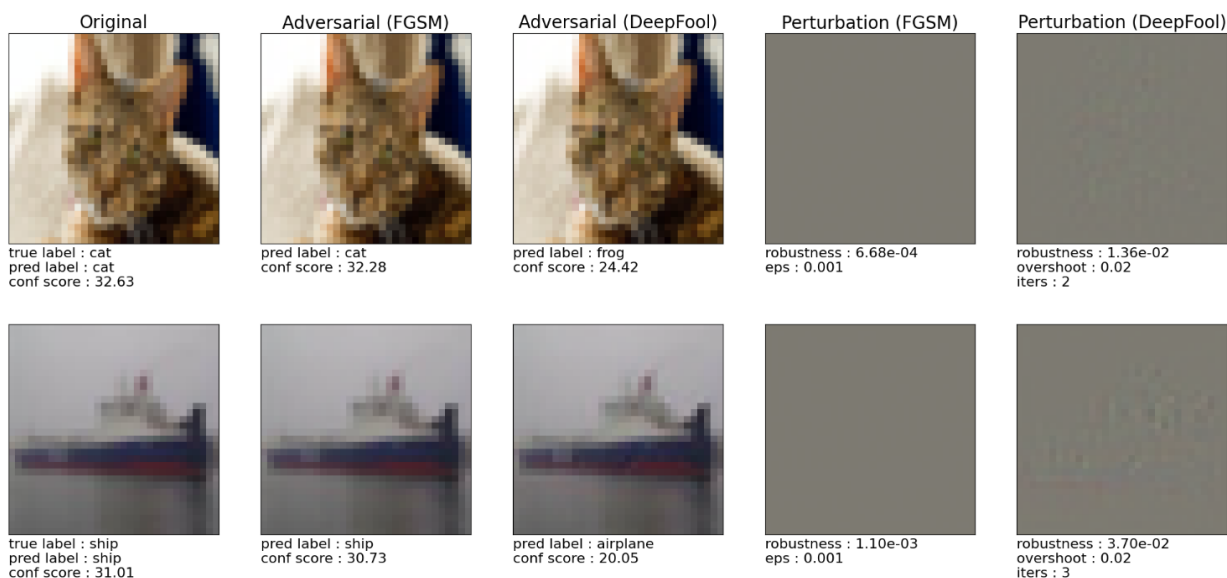 Original
Adversarial (FGSM)
Adversarial (DeepFool)
Perturbation (FGSM)
Perturbation (DeepFool)
true label : cat
pred label : cat
conf score : 32.63
pred label : cat
conf score : 32.28
pred label : frog
conf score : 24.42
robustness : 6.68e-04
eps : 0.001
robustness : 1.36e-02
overshoot : 0.02
iters : 2
true label : ship
pred label : ship
conf score : 31.01
pred label : ship
conf score : 30.73
pred label : airplane
conf score : 20.05
robustness : 1.10e-03
eps : 0.001
robustness : 3.70e-02
overshoot : 0.02
iters : 3